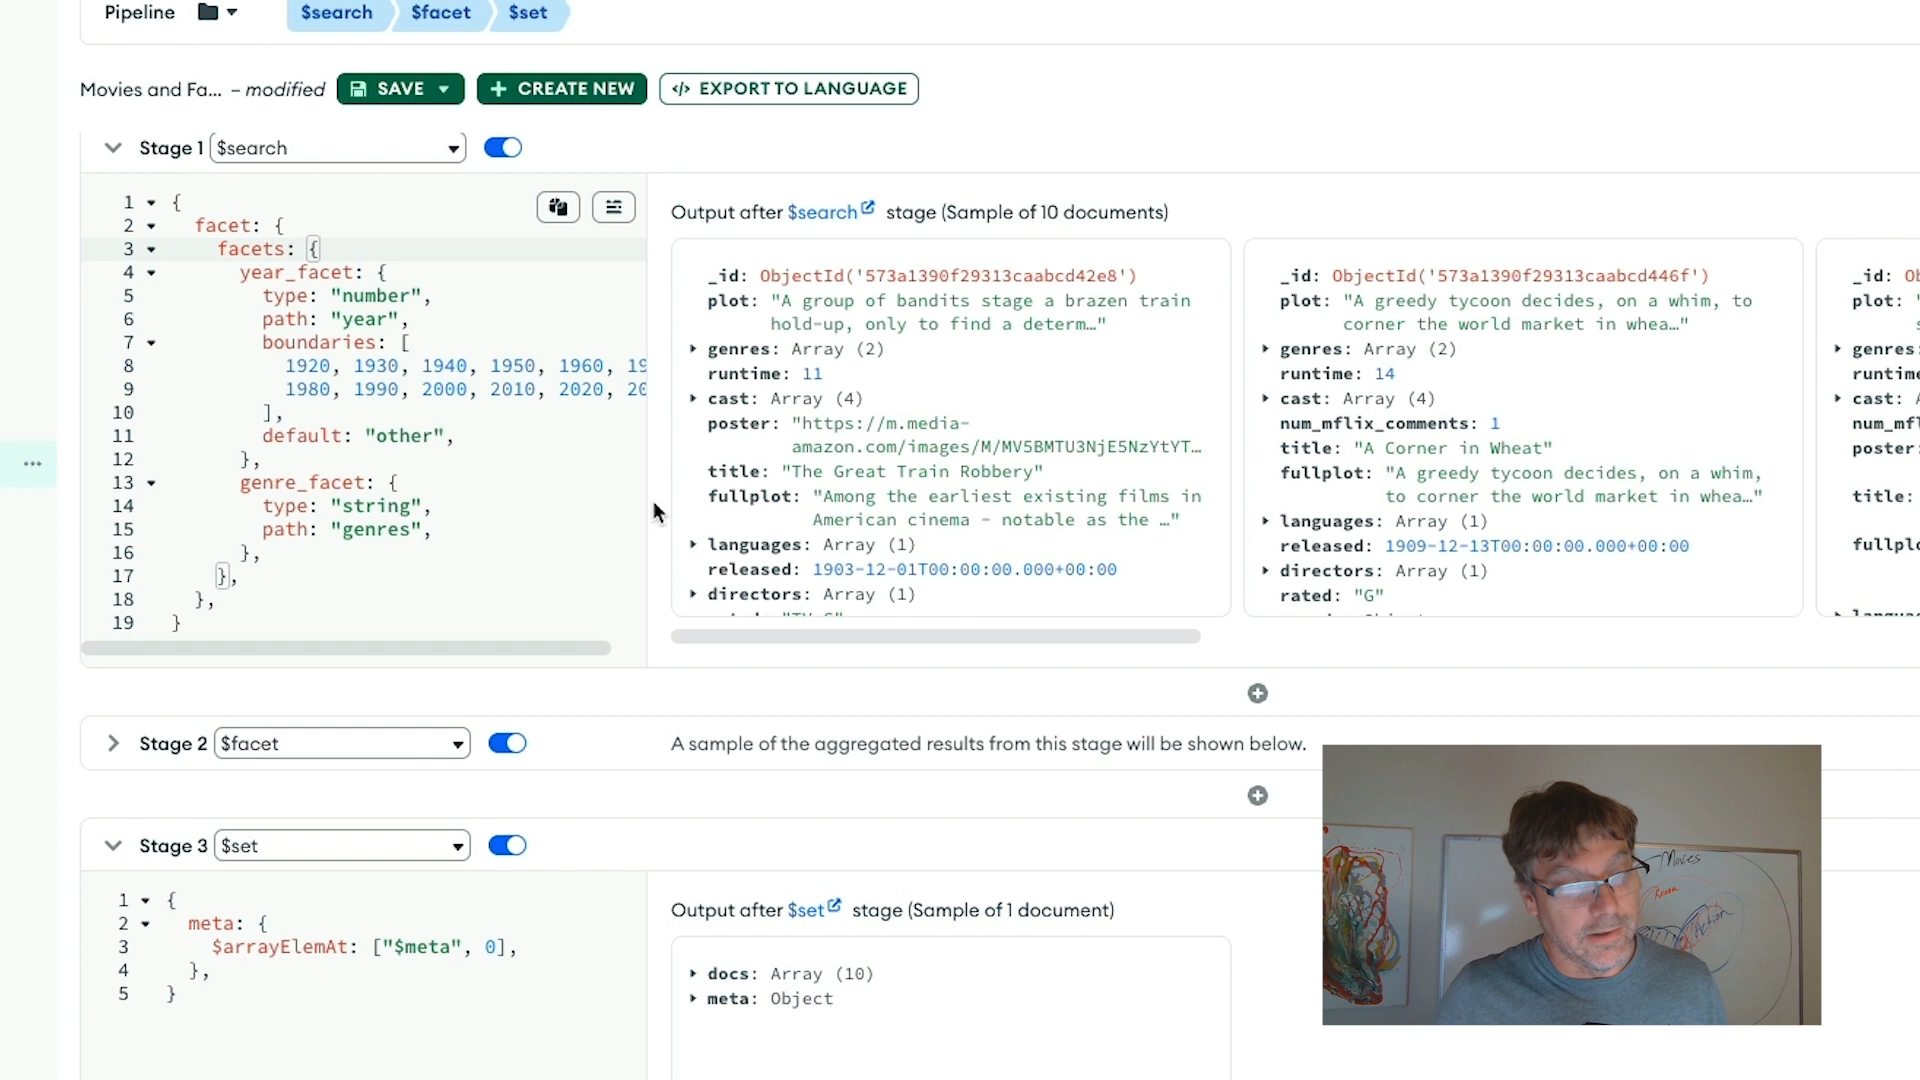 Pipeline
$search
$facet
$set
Movies and Fa... – modified
SAVE
+ CREATE NEW
</> EXPORT TO LANGUAGE
Stage 1
$search
1 {
2 facet: {
3 facets: {
4 year_facet: {
5 type: "number",
6 path: "year",
7 boundaries: [
8 1920, 1930, 1940, 1950, 1960, 19
9 1980, 1990, 2000, 2010, 2020, 20
10 ],
11 default: "other",
12 },
13 genre_facet: {
14 type: "string",
15 path: "genres",
16 },
17 },
18 },
19 }
Output after $search stage (Sample of 10 documents)
_id: ObjectId('573a1390f29313caabcd42e8')
plot: "A group of bandits stage a brazen train
hold-up, only to find a determ…"
genres: Array (2)
runtime: 11
cast: Array (4)
poster: "https://m.media-
amazon.com/images/M/MV5BMTU3NjE5NzYtYT…
title: "The Great Train Robbery"
fullplot: "Among the earliest existing films in
American cinema - notable as the …"
languages: Array (1)
released: 1903-12-01T00:00:00.000+00:00
directors: Array (1)
_id: ObjectId('573a1390f29313caabcd446f')
plot: "A greedy tycoon decides, on a whim, to
corner the world market in whea…"
genres: Array (2)
runtime: 14
cast: Array (4)
num_mflix_comments: 1
title: "A Corner in Wheat"
fullplot: "A greedy tycoon decides, on a whim,
to corner the world market in whea…"
languages: Array (1)
released: 1909-12-13T00:00:00.000+00:00
directors: Array (1)
rated: "G"
_id: Ob
plot: "
genres:
runtime
cast: A
num_mfl
poster:
title:
fullplo
Stage 2
$facet
A sample of the aggregated results from this stage will be shown below.
Stage 3
$set
1 {
2 meta: {
3 $arrayElemAt: ["$meta", 0],
4 },
5 }
Output after $set stage (Sample of 1 document)
docs: Array (10)
meta: Object
Movies
Action